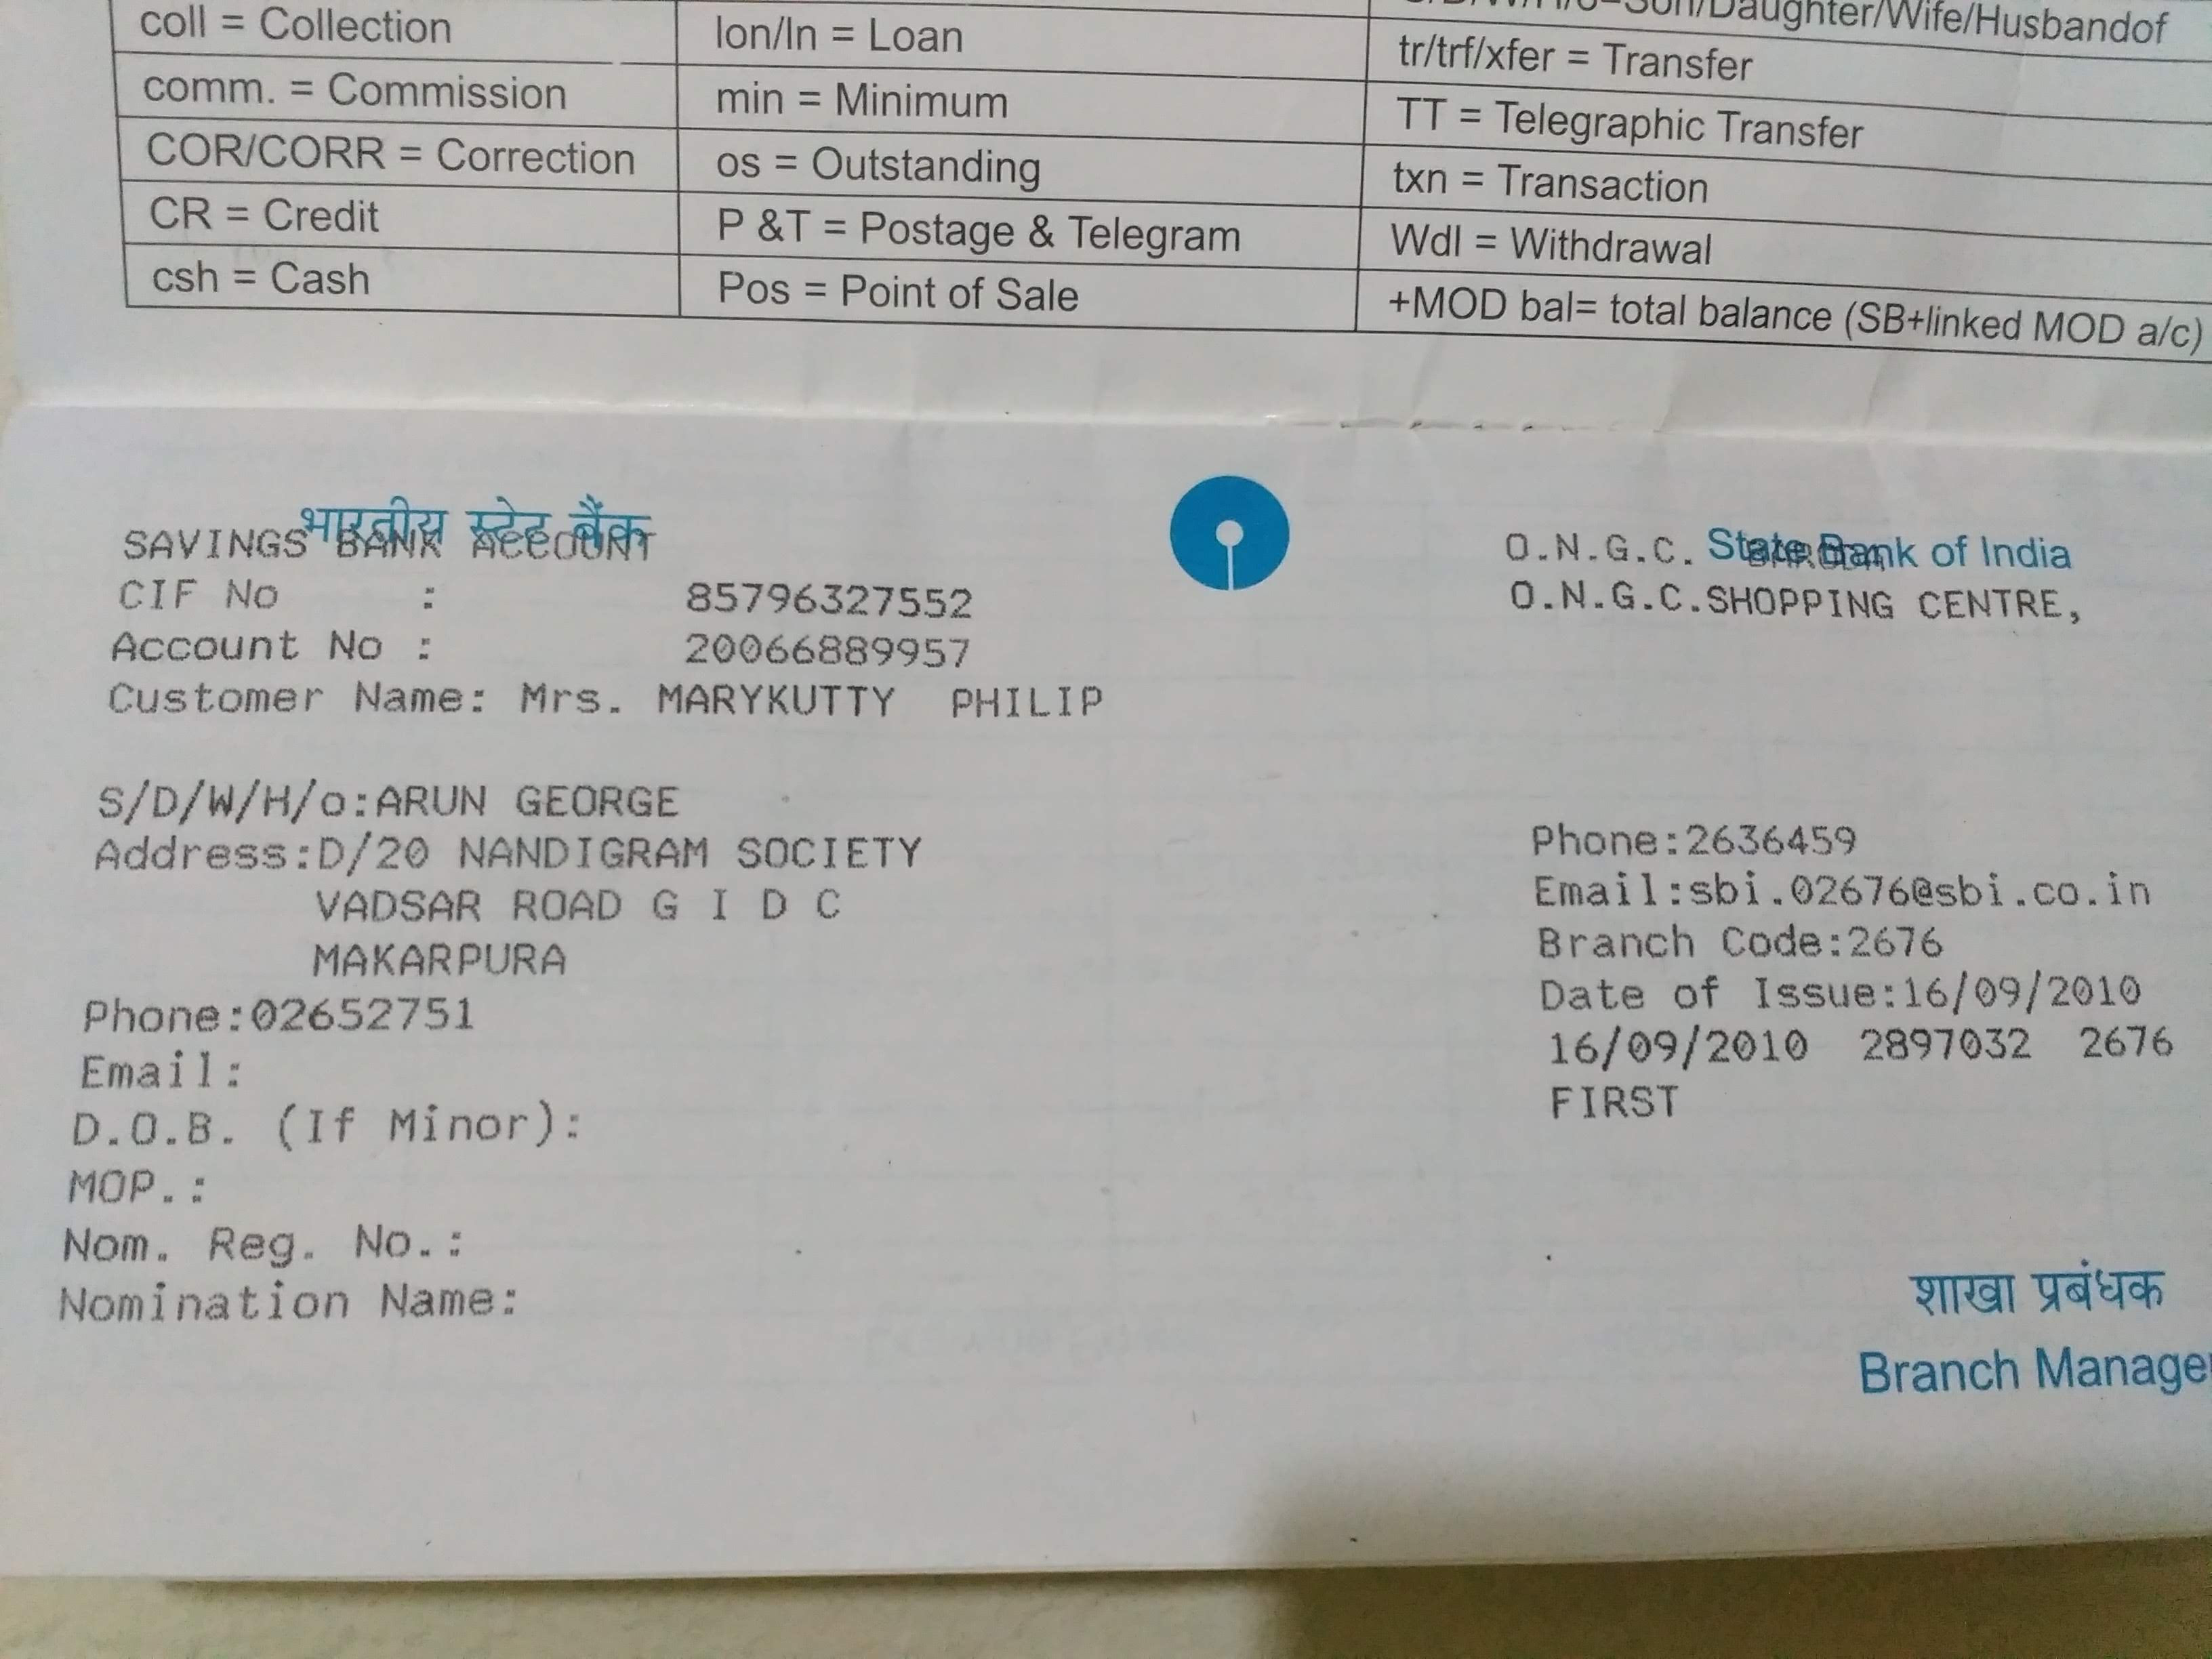 Son/Daughter/Wife/Husbandof
coll = Collection lon/ln = Loan tr/trf/xfer = Transfer
comm. = Commission min = Minimum TT = Telegraphic Transfer
COR/CORR = Correction os = Outstanding txn = Transaction
CR = Credit P &T = Postage & Telegram Wdl = Withdrawal
csh = Cash Pos = Point of Sale +MOD bal= total balance (SB+linked MOD a/c)
भारतीय स्टेट बैंक State Bank of India
SAVINGS BANK ACCOUNT O.N.G.C.
CIF No : 85796327552 O.N.G.C.SHOPPING CENTRE,
Account No : 20066889957
Customer Name: Mrs. MARYKUTTY PHILIP
S/D/W/H/o:ARUN GEORGE
Address:D/20 NANDIGRAM SOCIETY
VADSAR ROAD G I D C
MAKARPURA
Phone:02652751
Email:
D.O.B. (If Minor):
MOP.:
Nom. Reg. No.:
Nomination Name:
Phone:2636459
Email:sbi.02676@sbi.co.in
Branch Code:2676
Date of Issue:16/09/2010
16/09/2010 2897032 2676
FIRST
शाखा प्रबंधक
Branch Manager